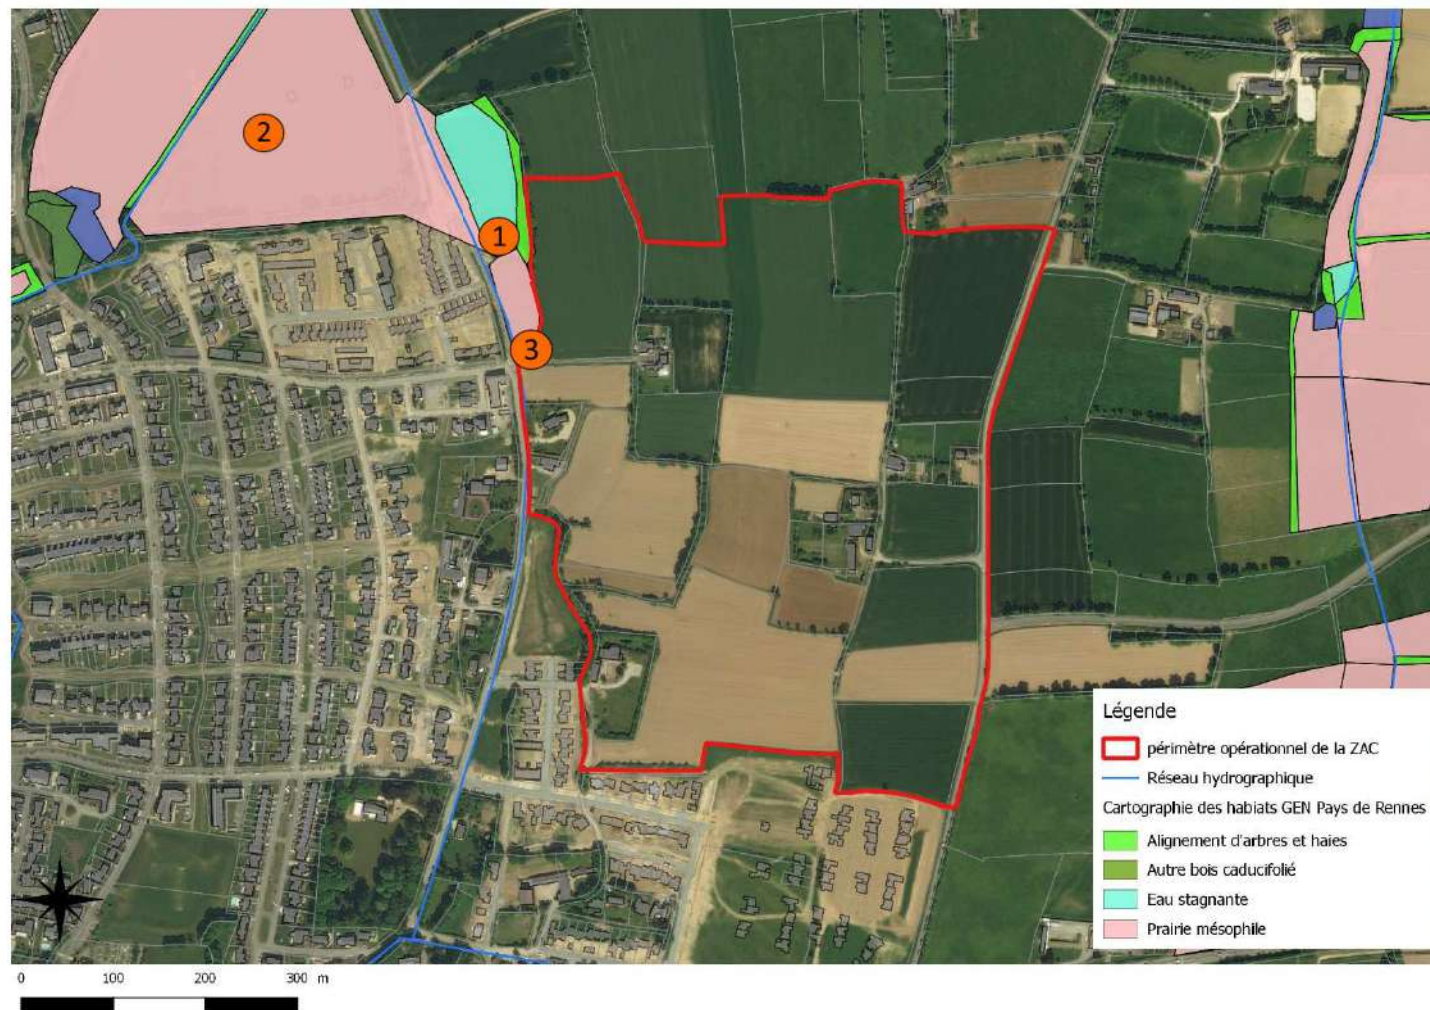 2
1
3
Légende
périmètre opérationnel de la ZAC
Réseau hydrographique
Cartographie des habiats GEN Pays de Rennes
Alignement d'arbres et haies
Autre bois caducifolié
Eau stagnante
Prairie mésophile
0 100 200 300 m